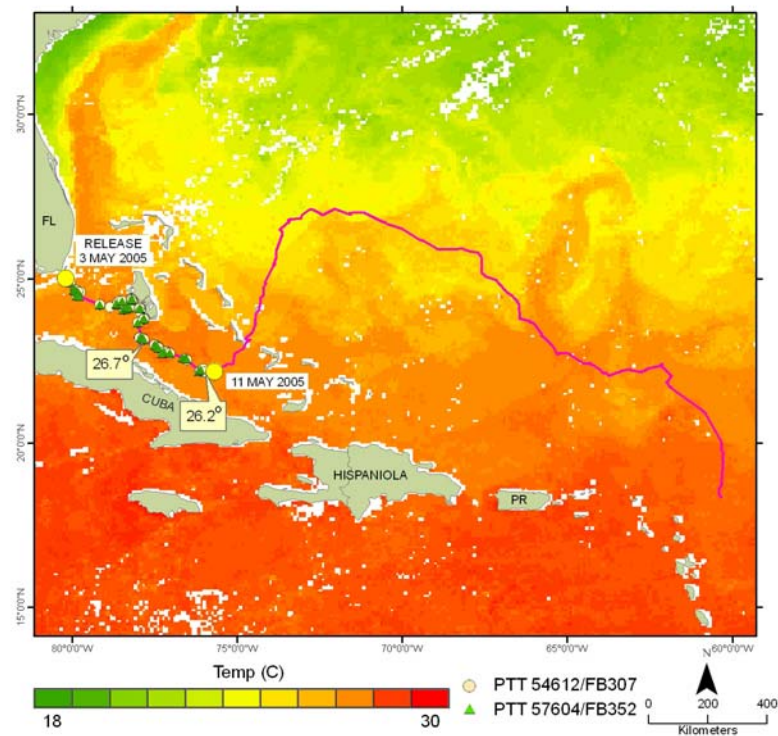 30°0'0"N
25°0'0"N
20°0'0"N
15°0'0"N
FL
RELEASE
3 MAY 2005
26.7°
11 MAY 2005
26.2°
CUBA
HISPANIOLA
PR
80°0'0"W
75°0'0"W
70°0'0"W
65°0'0"W
60°0'0"W
Temp (C)
18
30
PTT 54612/FB307
PTT 57604/FB352
N
0 200 400
Kilometers